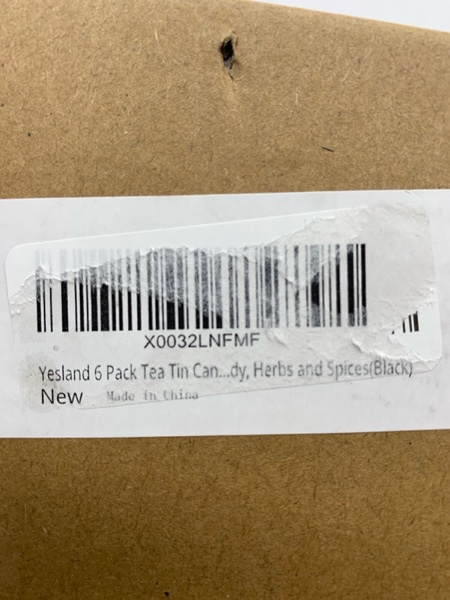 X0032LNFMF
Yesland 6 Pack Tea Tin Can...dy, Herbs and Spices(Black)
New Made in China